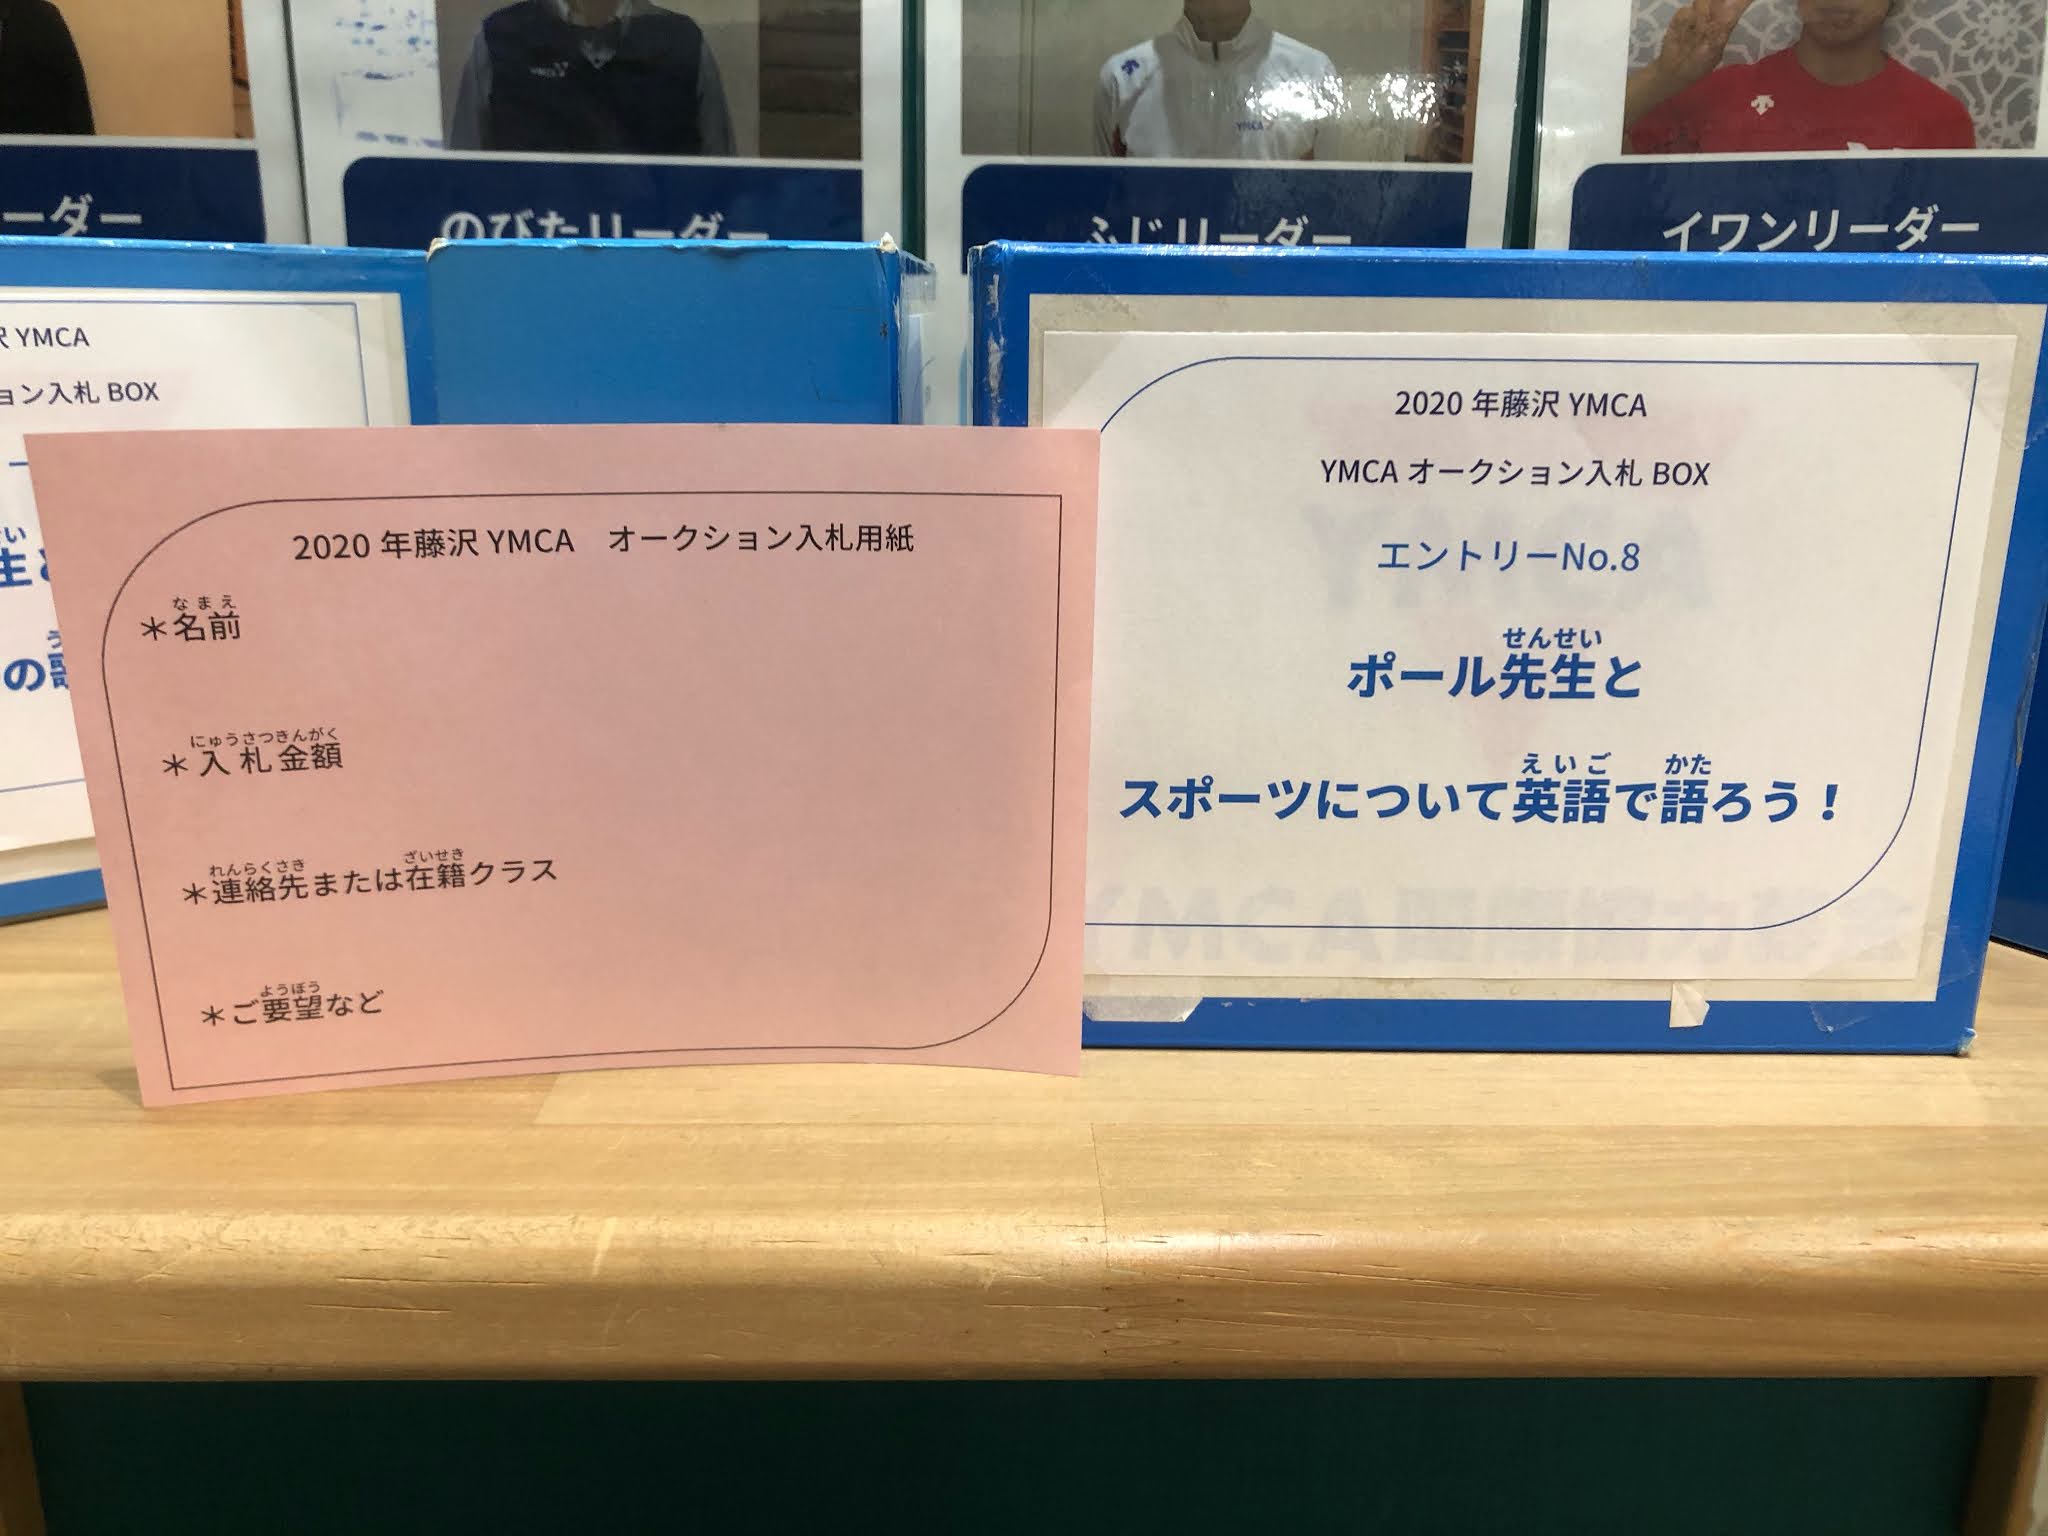 ーダー
のびたリーダー
ふじリーダー
イワンリーダー
YMCA
ョン入札 BOX
2020 年藤沢 YMCA　オークション入札用紙
なまえ
＊名前
にゅうさつきんがく
＊入札金額
れんらくさき ざいせき
＊連絡先または在籍クラス
ようぼう
＊ご要望など
2020 年藤沢 YMCA
YMCA オークション入札 BOX
エントリーNo.8
せんせい
ポール先生と
えいご かた
スポーツについて英語で語ろう！